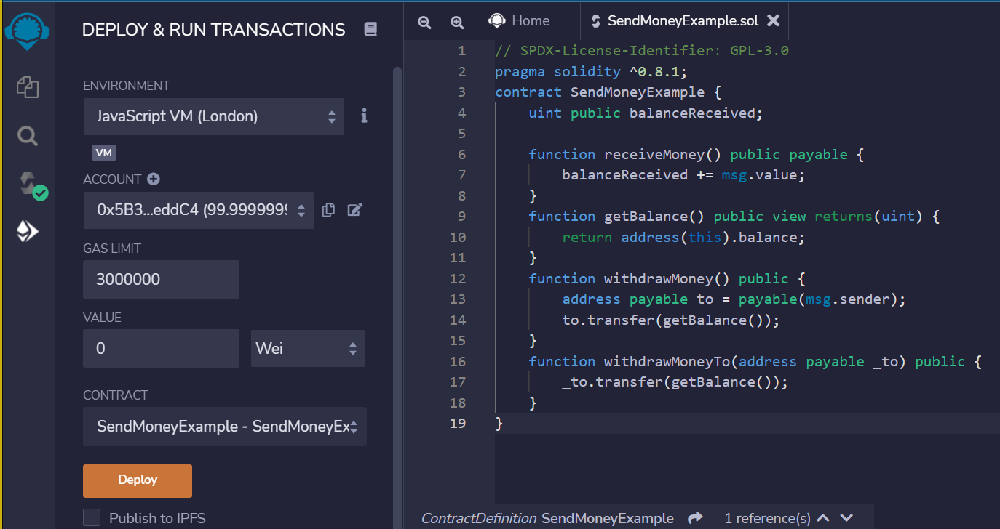 DEPLOY & RUN TRANSACTIONS
ENVIRONMENT
JavaScript VM (London)
VM
ACCOUNT
0x5B3...eddC4 (99.9999999
GAS LIMIT
3000000
VALUE
0
Wei
CONTRACT
SendMoneyExample - SendMoneyEx
Deploy
Publish to IPFS
Home
SendMoneyExample.sol
1 // SPDX-License-Identifier: GPL-3.0
2 pragma solidity ^0.8.1;
3 contract SendMoneyExample {
4 uint public balanceReceived;
5
6 function receiveMoney() public payable {
7 balanceReceived += msg.value;
8 }
9 function getBalance() public view returns(uint) {
10 return address(this).balance;
11 }
12 function withdrawMoney() public {
13 address payable to = payable(msg.sender);
14 to.transfer(getBalance());
15 }
16 function withdrawMoneyTo(address payable _to) public {
17 _to.transfer(getBalance());
18 }
19 }
ContractDefinition SendMoneyExample 1 reference(s)